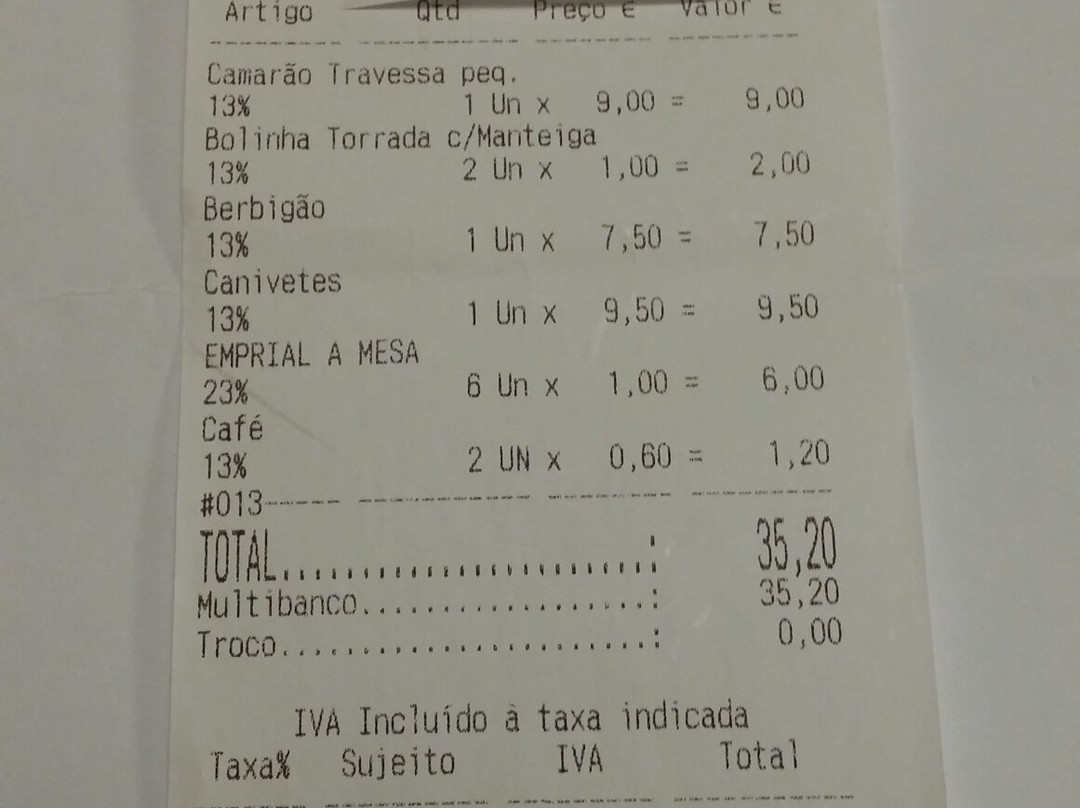 Artigo Qtd Preço € Valor €
Camarão Travessa peq.
13% 1 Un x 9,00 = 9,00
Bolinha Torrada c/Manteiga
13% 2 Un x 1,00 = 2,00
Berbigão
13% 1 Un x 7,50 = 7,50
Canivetes
13% 1 Un x 9,50 = 9,50
EMPRIAL A MESA
23% 6 Un x 1,00 = 6,00
Café
13% 2 UN x 0,60 = 1,20
#013
TOTAL.......................: 35,20
Multibanco..................: 35,20
Troco.......................: 0,00
IVA Incluído à taxa indicada
Taxa% Sujeito IVA Total